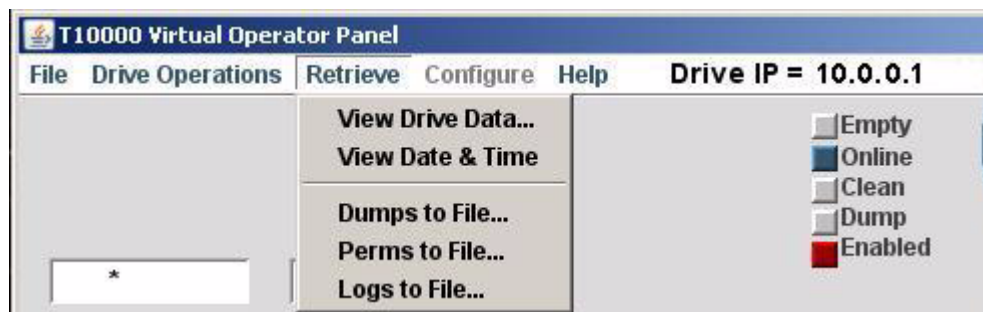 T10000 Virtual Operator Panel
File Drive Operations Retrieve Configure Help Drive IP = 10.0.0.1
View Drive Data...
View Date & Time
Dumps to File...
Perms to File...
Logs to File...
Empty
Online
Clean
Dump
Enabled
*